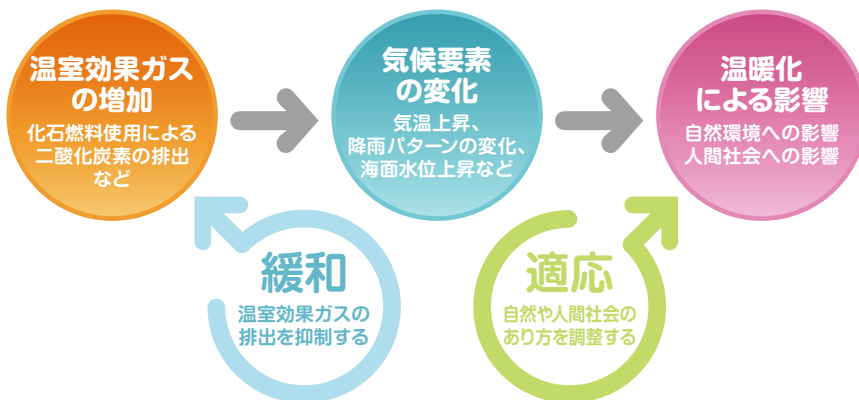 温室効果ガス
の増加
化石燃料使用による
二酸化炭素の排出
など
気候要素
の変化
気温上昇、
降雨パターンの変化、
海面水位上昇など
温暖化
による影響
自然環境への影響
人間社会への影響
緩和
温室効果ガスの
排出を抑制する
適応
自然や人間社会の
あり方を調整する